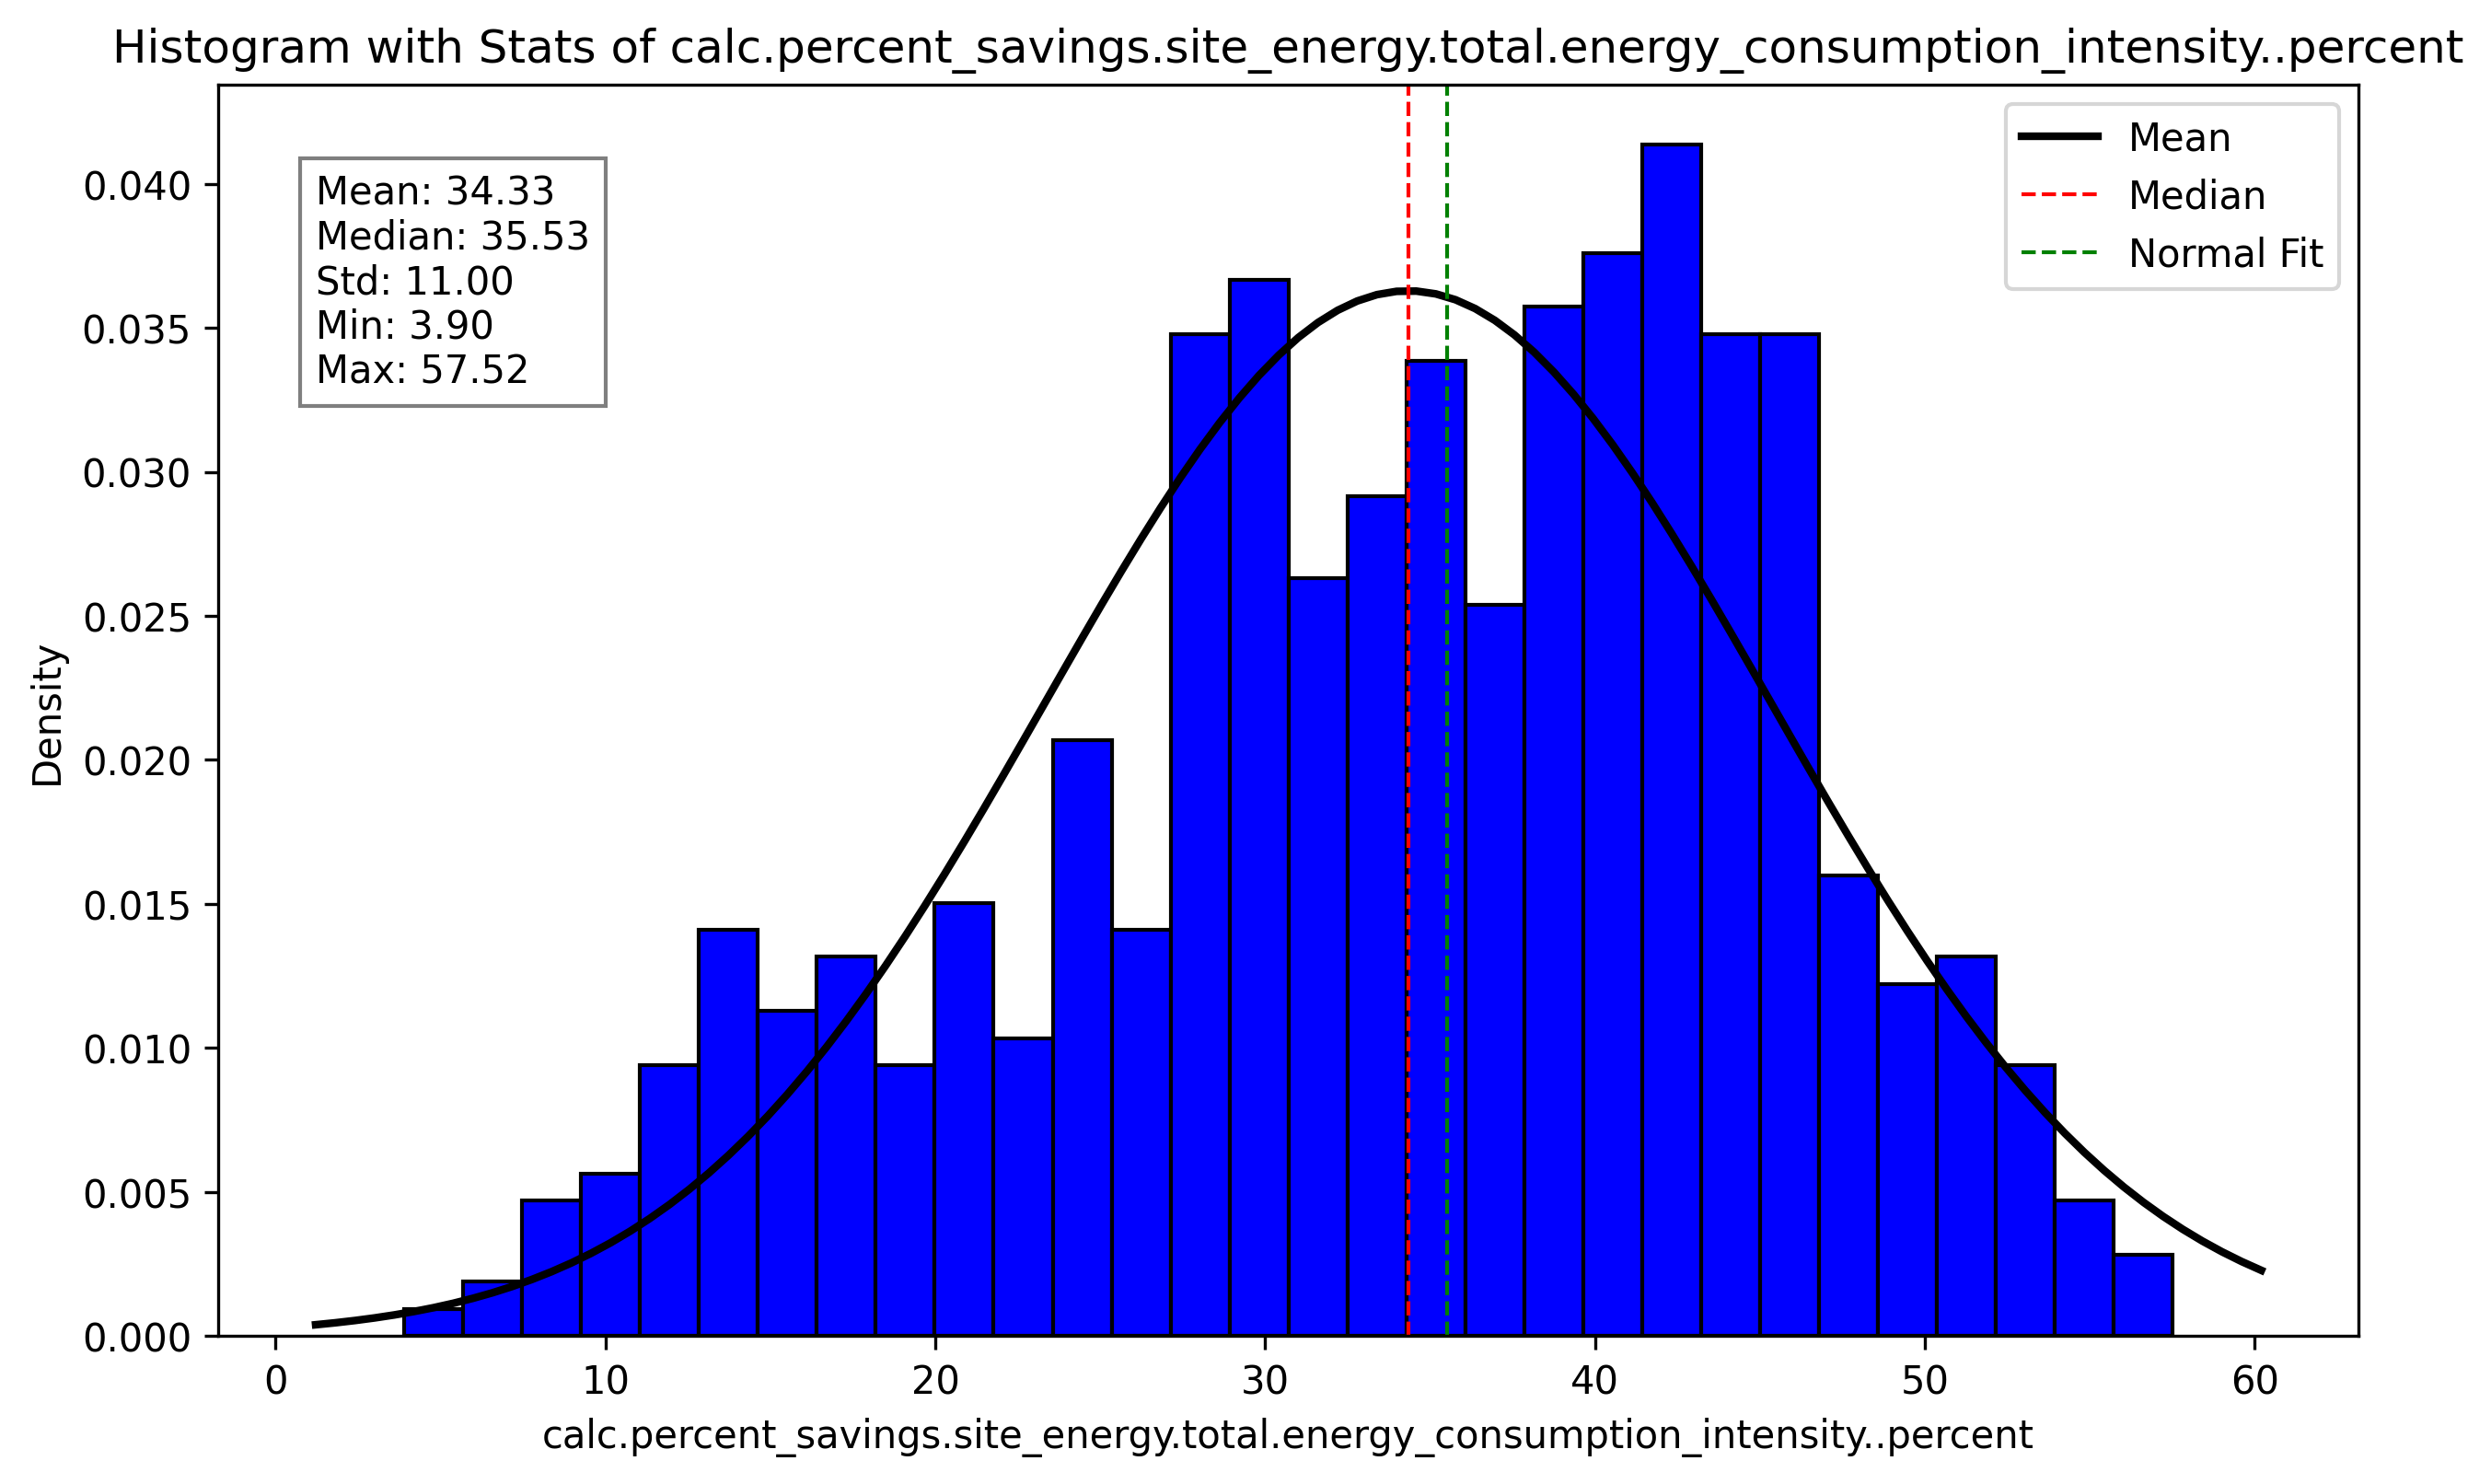 Histogram with Stats of calc.percent_savings.site_energy.total.energy_consumption_intensity..percent
Mean: 34.33
Median: 35.53
Std: 11.00
Min: 3.90
Max: 57.52
Mean
Median
Normal Fit
Density
0.040
0.035
0.030
0.025
0.020
0.015
0.010
0.005
0.000
0 10 20 30 40 50 60
calc.percent_savings.site_energy.total.energy_consumption_intensity..percent